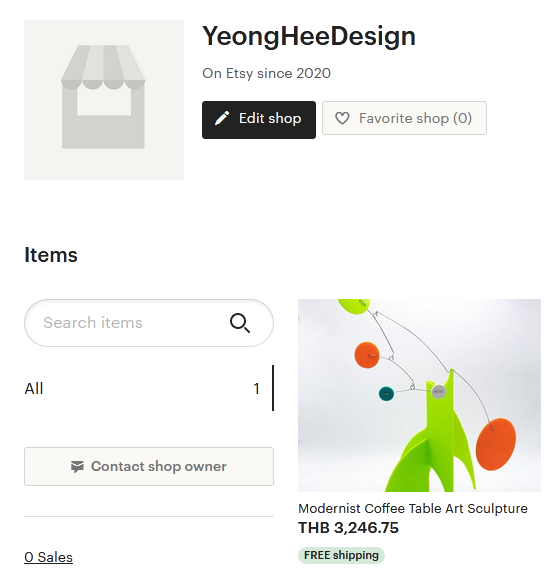 YeongHeeDesign
On Etsy since 2020
Edit shop
Favorite shop (0)
Items
Search items
All 1
Contact shop owner
0 Sales
Modernist Coffee Table Art Sculpture
THB 3,246.75
FREE shipping